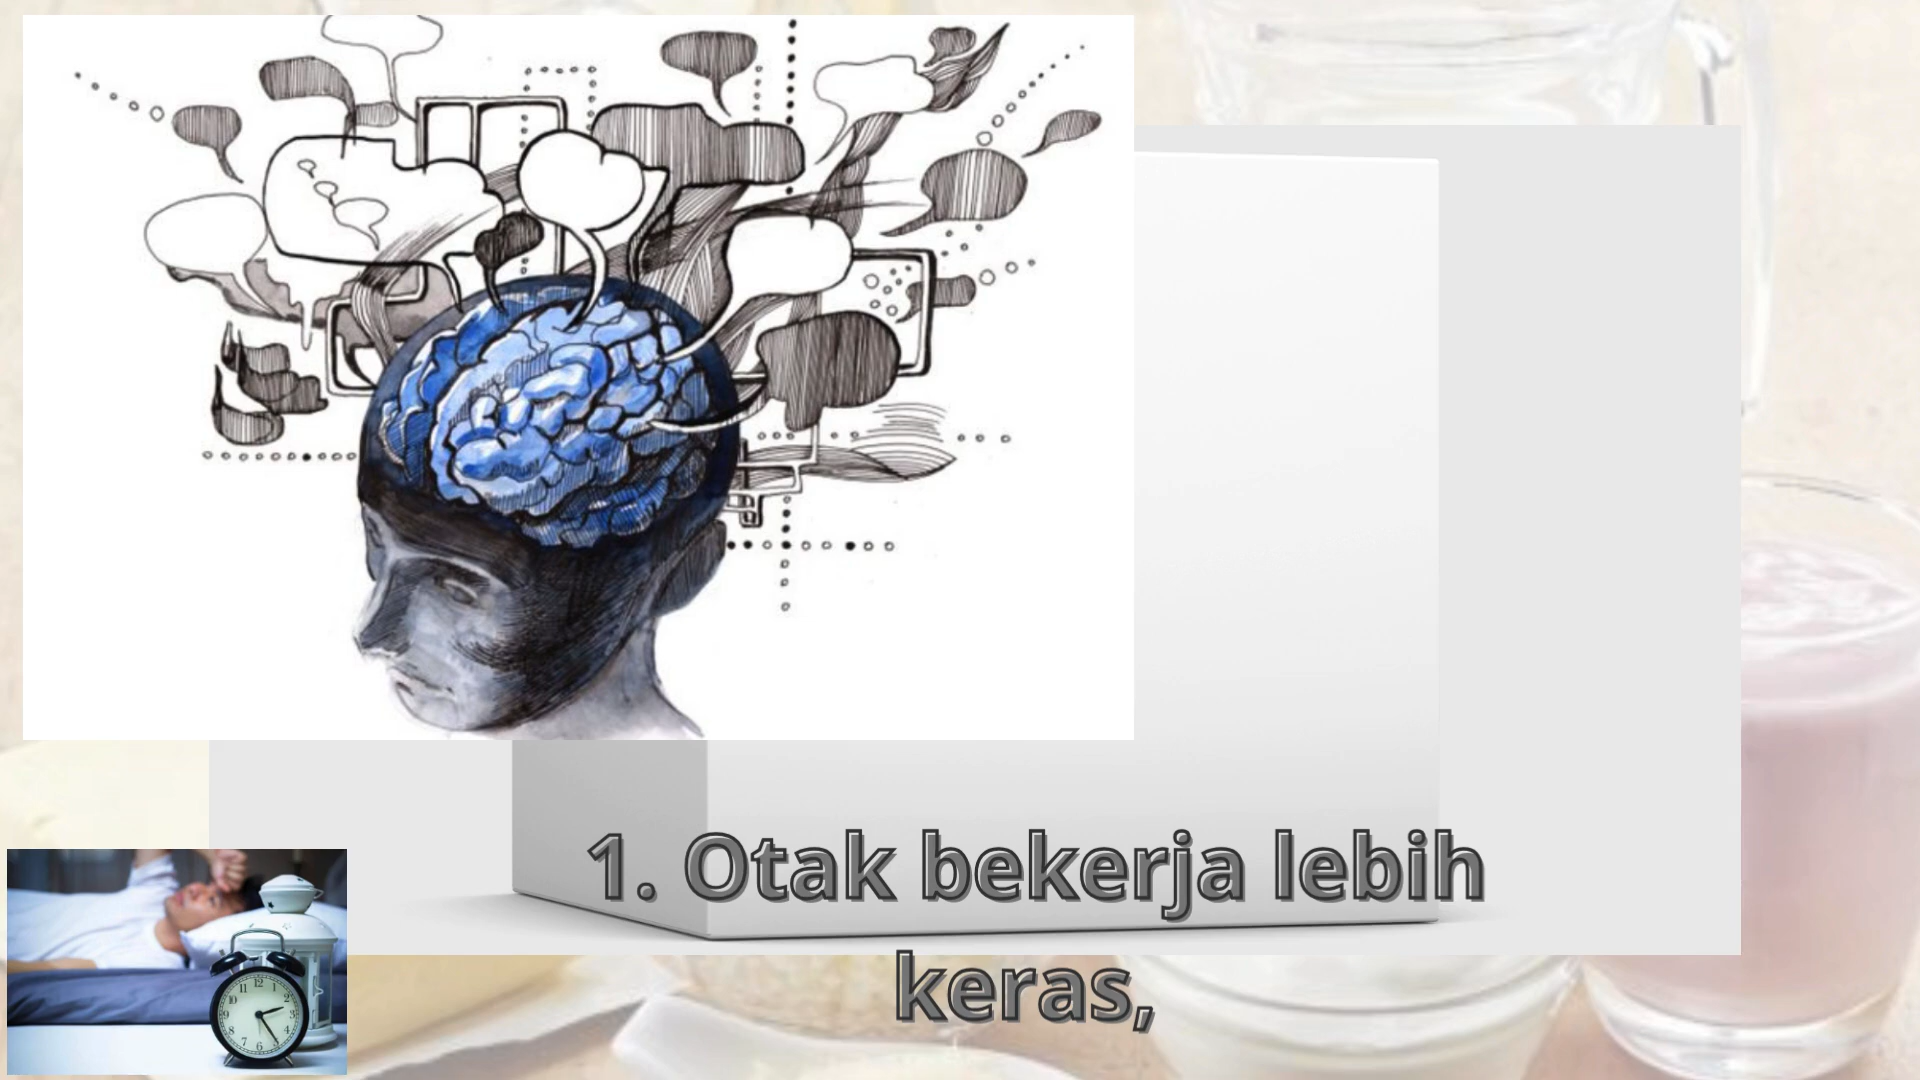 1. Otak bekerja lebih
keras,